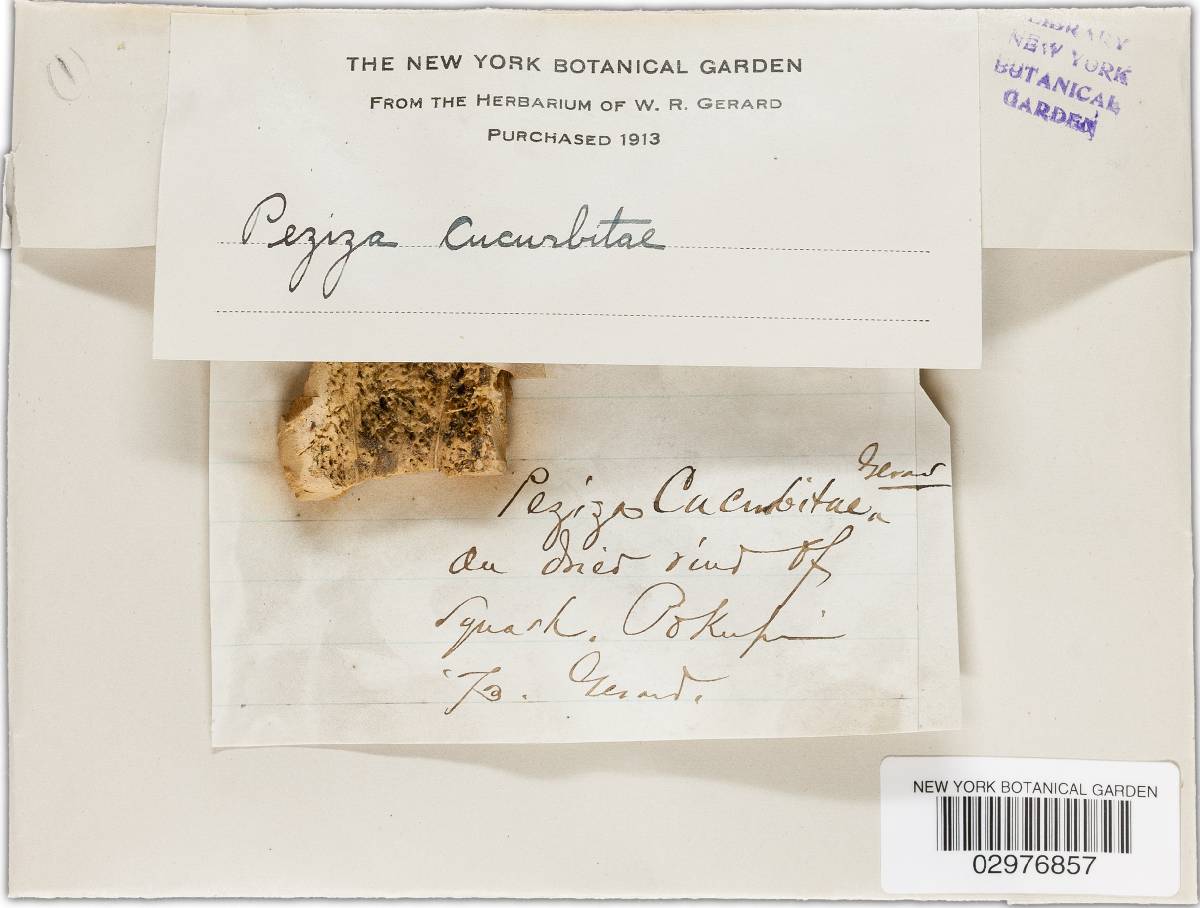 (1)
LIBRARY
NEW YORK
BOTANICAL
GARDEN
THE NEW YORK BOTANICAL GARDEN
FROM THE HERBARIUM OF W. R. GERARD
PURCHASED 1913
Peziza cucurbitae
Gerard
Peziza Cucurbitae
on dried rind of
squash.
Gerard.
NEW YORK BOTANICAL GARDEN
02976857